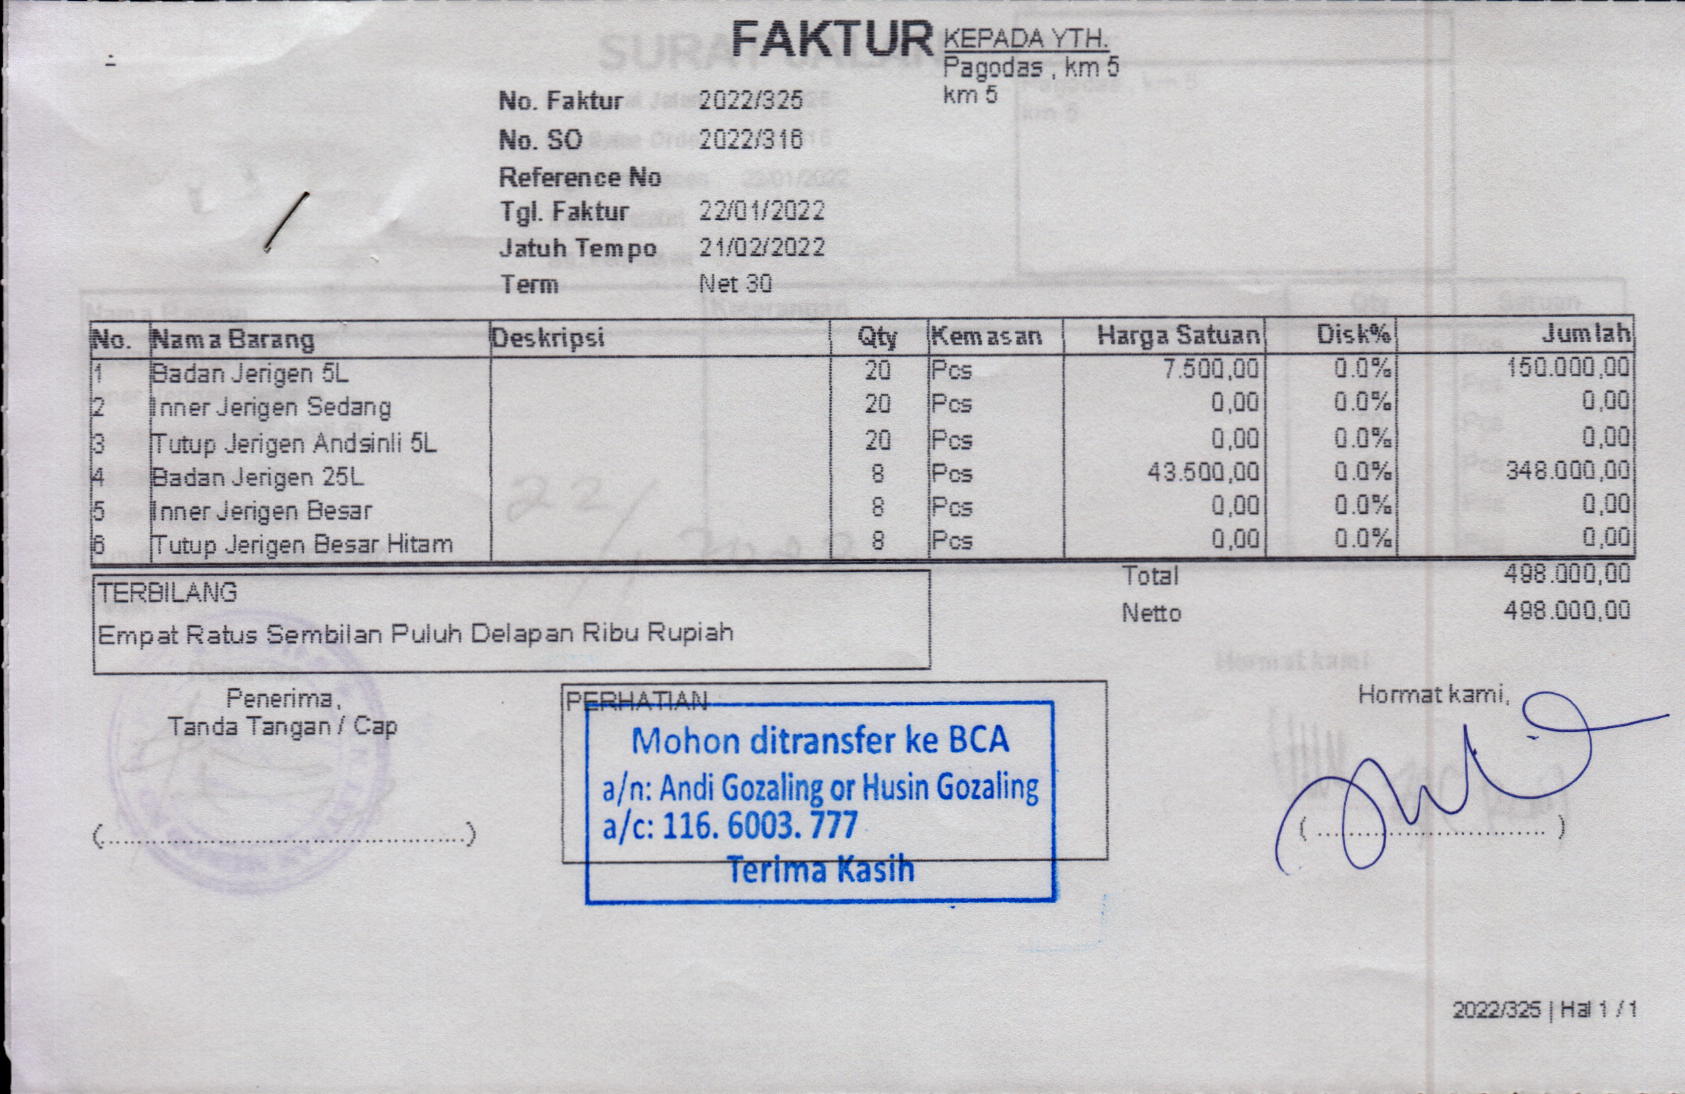 FAKTUR
KEPADA YTH.
Pagodas , km 5
km 5
No. Faktur 2022/325
No. SO 2022/316
Reference No
Tgl. Faktur 22/01/2022
Jatuh Tempo 21/02/2022
Term Net 30
No. Nama Barang Deskripsi Qty Kemasan Harga Satuan Disk% Jumlah
1 Badan Jerigen 5L 20 Pcs 7.500,00 0.0% 150.000,00
2 Inner Jerigen Sedang 20 Pcs 0,00 0.0% 0,00
3 Tutup Jerigen Andsinli 5L 20 Pcs 0,00 0.0% 0,00
4 Badan Jerigen 25L 8 Pcs 43.500,00 0.0% 348.000,00
5 Inner Jerigen Besar 8 Pcs 0,00 0.0% 0,00
6 Tutup Jerigen Besar Hitam 8 Pcs 0,00 0.0% 0,00
Total 498.000,00
Netto 498.000,00
TERBILANG
Empat Ratus Sembilan Puluh Delapan Ribu Rupiah
Penerima,
Tanda Tangan / Cap
(......................................................)
PERHATIAN
Mohon ditransfer ke BCA
a/n: Andi Gozaling or Husin Gozaling
a/c: 116. 6003. 777
Terima Kasih
Hormat kami,
( .................................. )
2022/325 | Hal 1 / 1